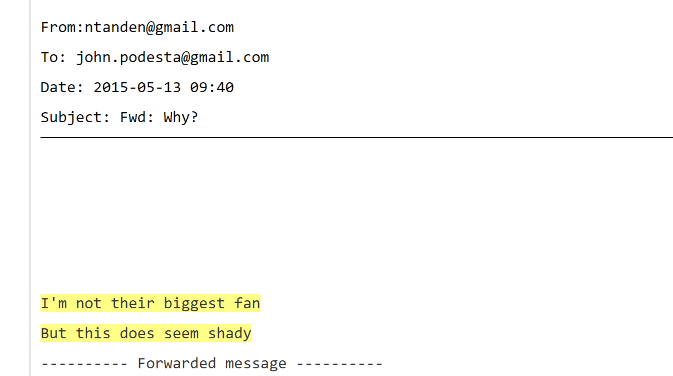 From:ntanden@gmail.com
To: john.podesta@gmail.com
Date: 2015-05-13 09:40
Subject: Fwd: Why?
I'm not their biggest fan
But this does seem shady
---------- Forwarded message ----------